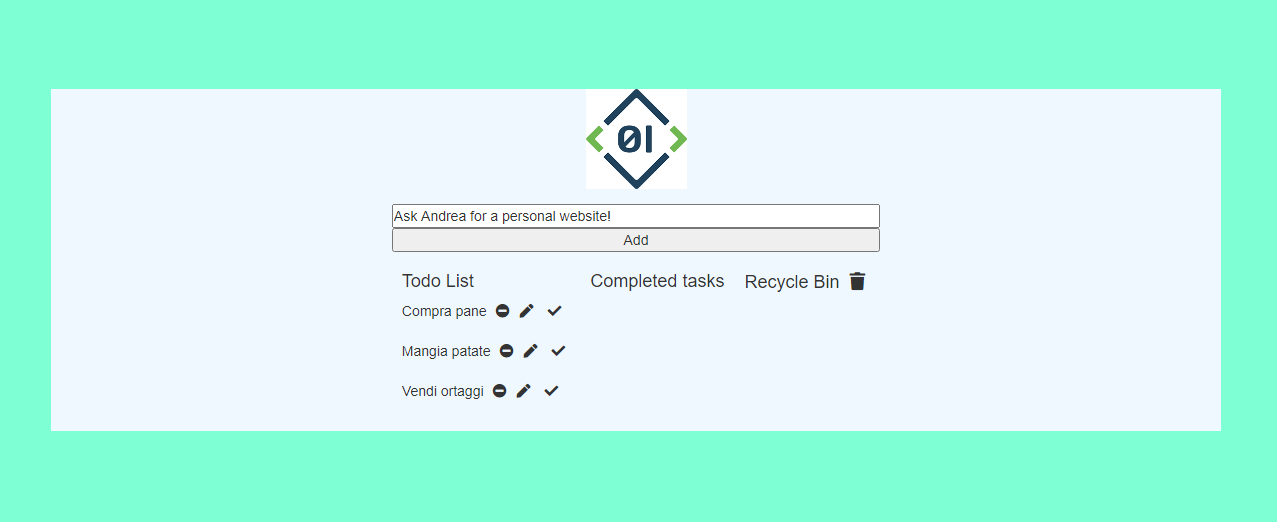 01
Ask Andrea for a personal website!
Add
Todo List
Completed tasks
Recycle Bin
Compra pane
Mangia patate
Vendi ortaggi